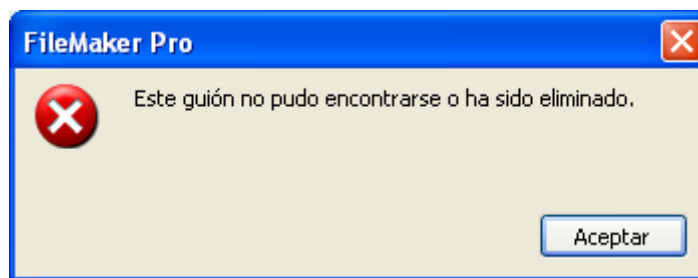 FileMaker Pro
Este guión no pudo encontrarse o ha sido eliminado.
Aceptar